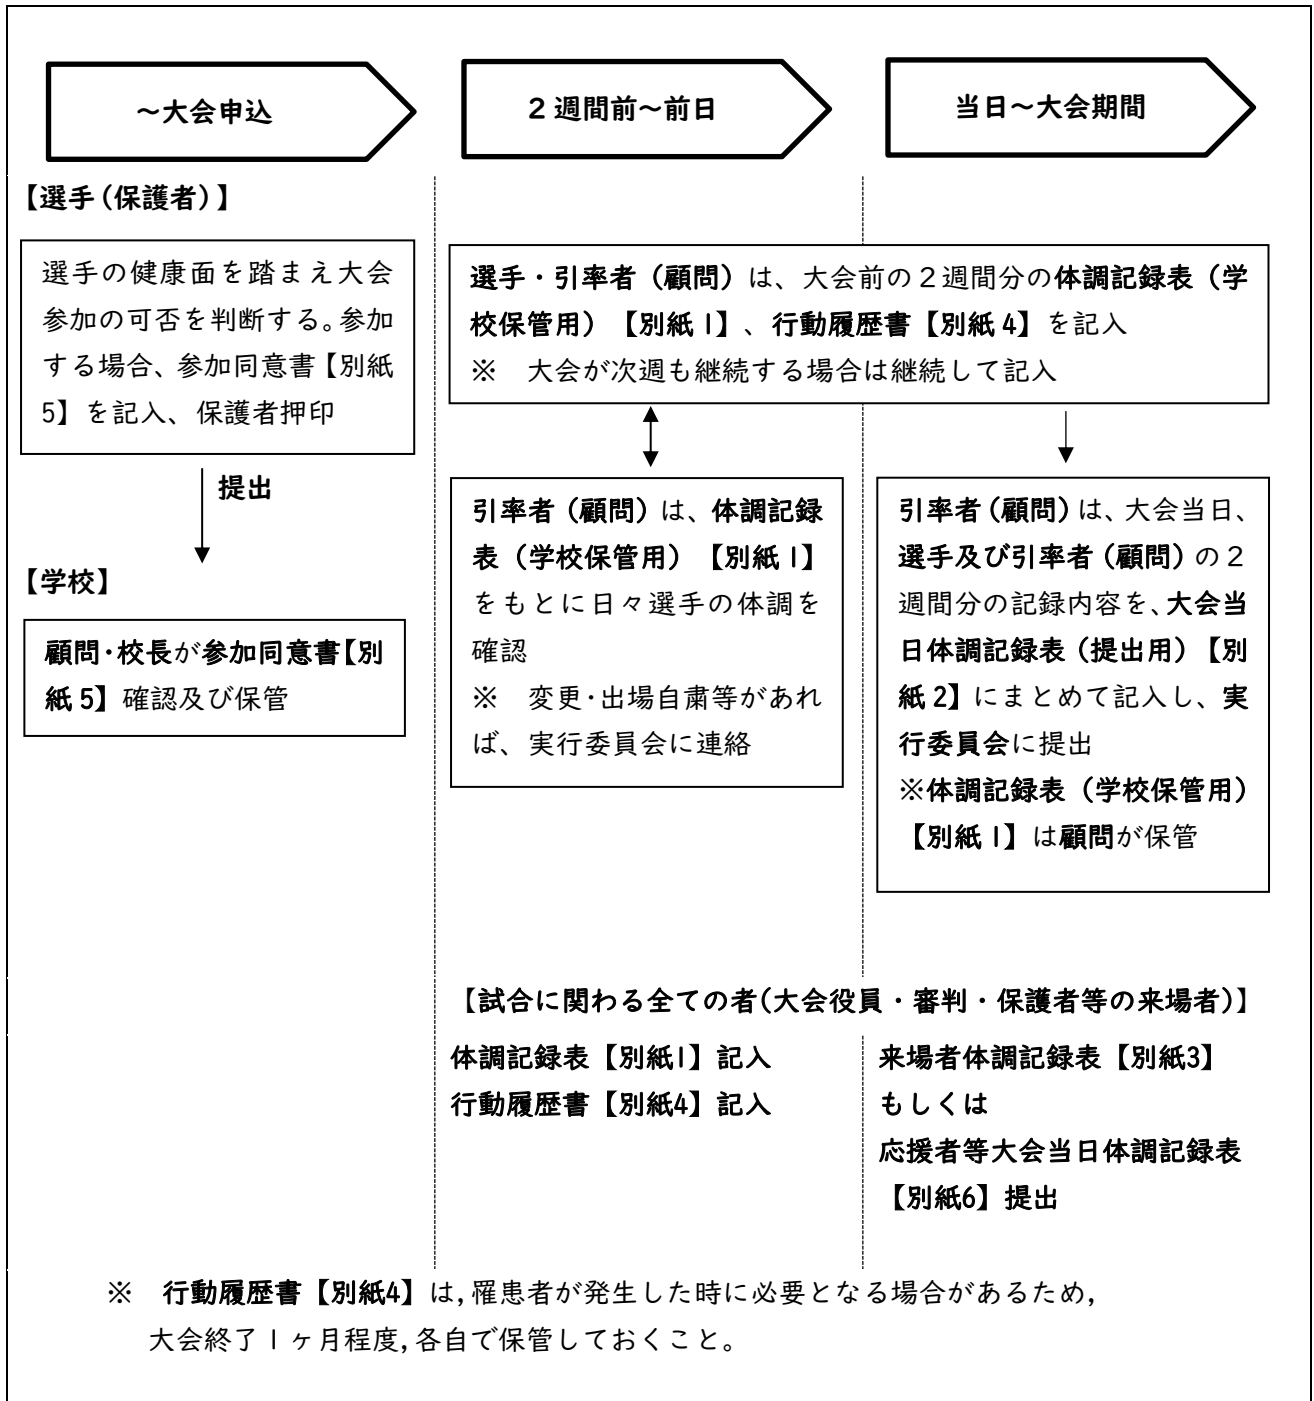 ～大会申込
２週間前～前日
当日～大会期間
【選手（保護者）】
選手の健康面を踏まえ大会
参加の可否を判断する。参加
する場合、参加同意書【別紙
5】を記入、保護者押印
提出
【学校】
顧問・校長が参加同意書【別
紙5】確認及び保管
選手・引率者（顧問）は、大会前の２週間分の体調記録表（学
校保管用）【別紙1】、行動履歴書【別紙4】を記入
※　大会が次週も継続する場合は継続して記入
引率者（顧問）は、体調記録
表（学校保管用）【別紙1】
をもとに日々選手の体調を
確認
※　変更・出場自粛等があれ
ば、実行委員会に連絡
引率者（顧問）は、大会当日、
選手及び引率者（顧問）の２
週間分の記録内容を、大会当
日体調記録表（提出用）【別
紙2】にまとめて記入し、実
行委員会に提出
※体調記録表（学校保管用）
【別紙1】は顧問が保管
【試合に関わる全ての者(大会役員・審判・保護者等の来場者)】
体調記録表【別紙1】記入
行動履歴書【別紙4】記入
来場者体調記録表【別紙3】
もしくは
応援者等大会当日体調記録表
【別紙6】提出
※　行動履歴書【別紙4】は,罹患者が発生した時に必要となる場合があるため,
大会終了1ヶ月程度,各自で保管しておくこと。